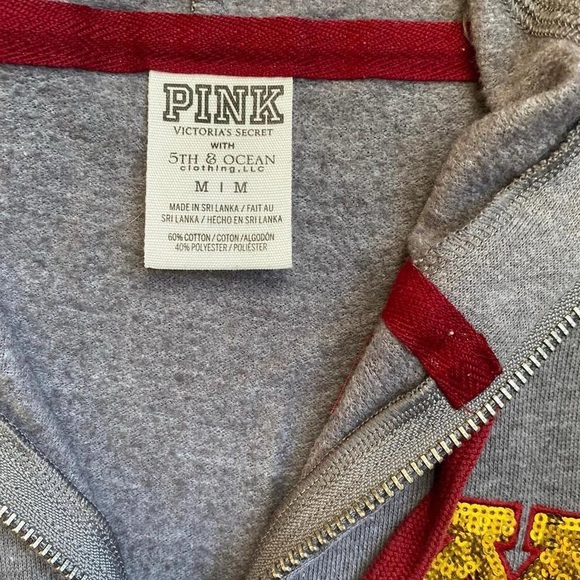 PINK
VICTORIA'S SECRET
WITH
5TH & OCEAN
clothing, LLC
M | M
MADE IN SRI LANKA / FAIT AU
SRI LANKA / HECHO EN SRI LANKA
60% COTTON / COTON / ALGODÓN
40% POLYESTER / POLIÉSTER